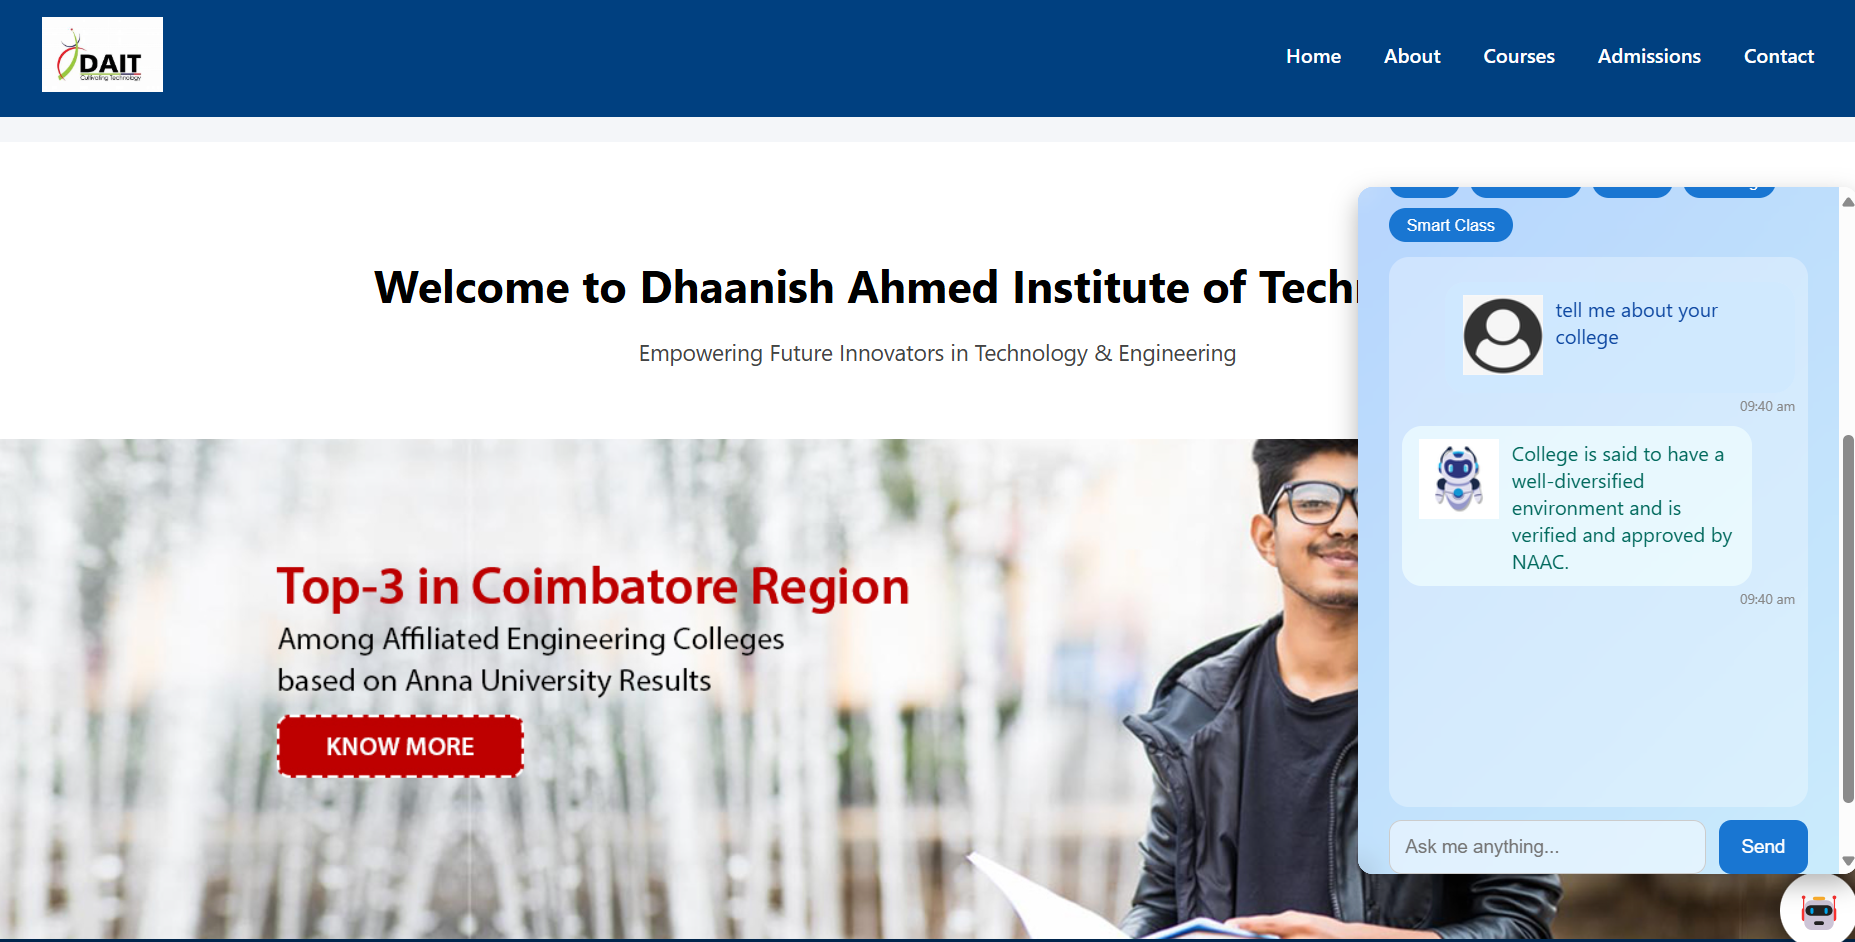 DAIT
Cultivating Technology
Home
About
Courses
Admissions
Contact
Welcome to Dhaanish Ahmed Institute of Techn
Empowering Future Innovators in Technology & Engineering
Top-3 in Coimbatore Region
Among Affiliated Engineering Colleges
based on Anna University Results
KNOW MORE
Smart Class
tell me about your
college
09:40 am
College is said to have a
well-diversified
environment and is
verified and approved by
NAAC.
09:40 am
Ask me anything...
Send